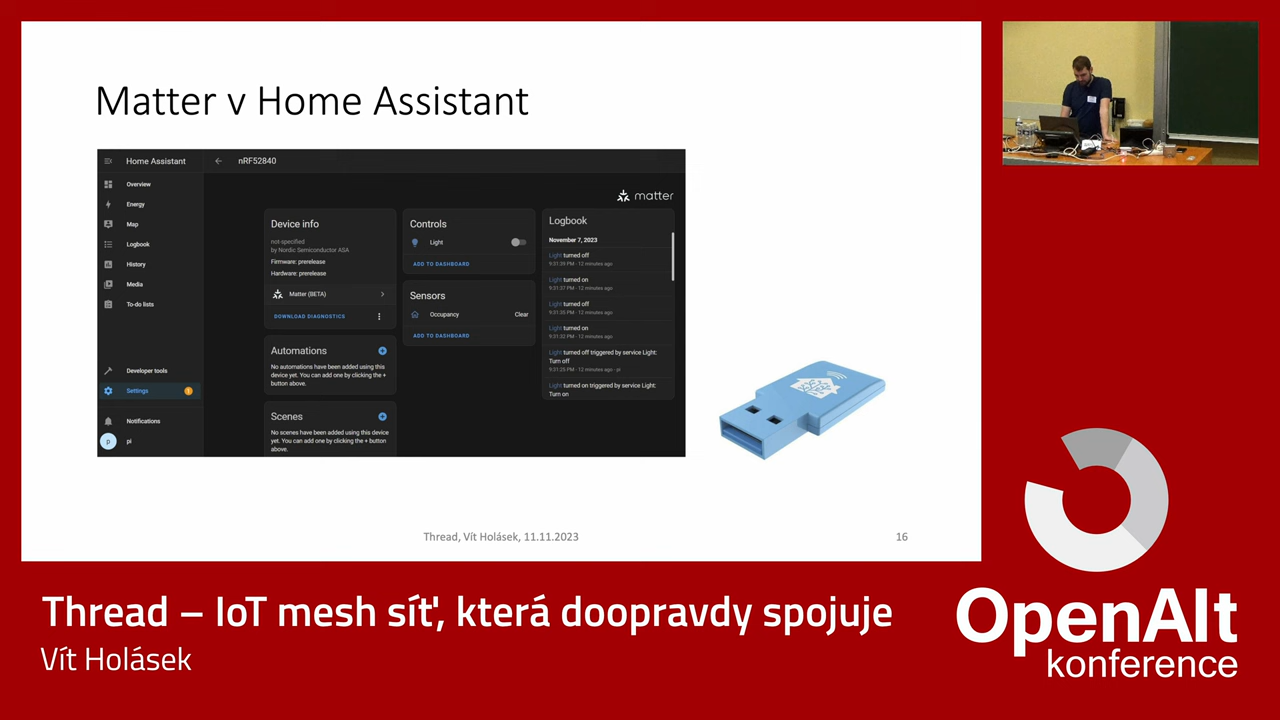 Matter v Home Assistant
Home Assistant
nRF52840
Overview
Energy
Map
Logbook
History
Media
To-do lists
Developer tools
Settings
1
Notifications
p
pi
matter
Device info
not-specified
by Nordic Semiconductor ASA
Firmware: prerelease
Hardware: prerelease
Matter (BETA)
DOWNLOAD DIAGNOSTICS
Automations
No automations have been added using this
device yet. You can add one by clicking the +
button above.
Scenes
No scenes have been added using this device
yet. You can add one by clicking the + button
above.
Controls
Light
ADD TO DASHBOARD
Sensors
Occupancy
Clear
ADD TO DASHBOARD
Logbook
November 7, 2023
Light turned off
9:31:39 PM - 12 minutes ago
Light turned on
9:31:37 PM - 12 minutes ago
Light turned off
9:31:35 PM - 12 minutes ago
Light turned on
9:31:32 PM - 12 minutes ago
Light turned off triggered by service Light:
Turn off
9:31:25 PM - 12 minutes ago - pi
Light turned on triggered by service Light:
Turn on
Thread, Vít Holásek, 11.11.2023
16
Thread – IoT mesh síť, která doopravdy spojuje
Vít Holásek
OpenAlt
konference